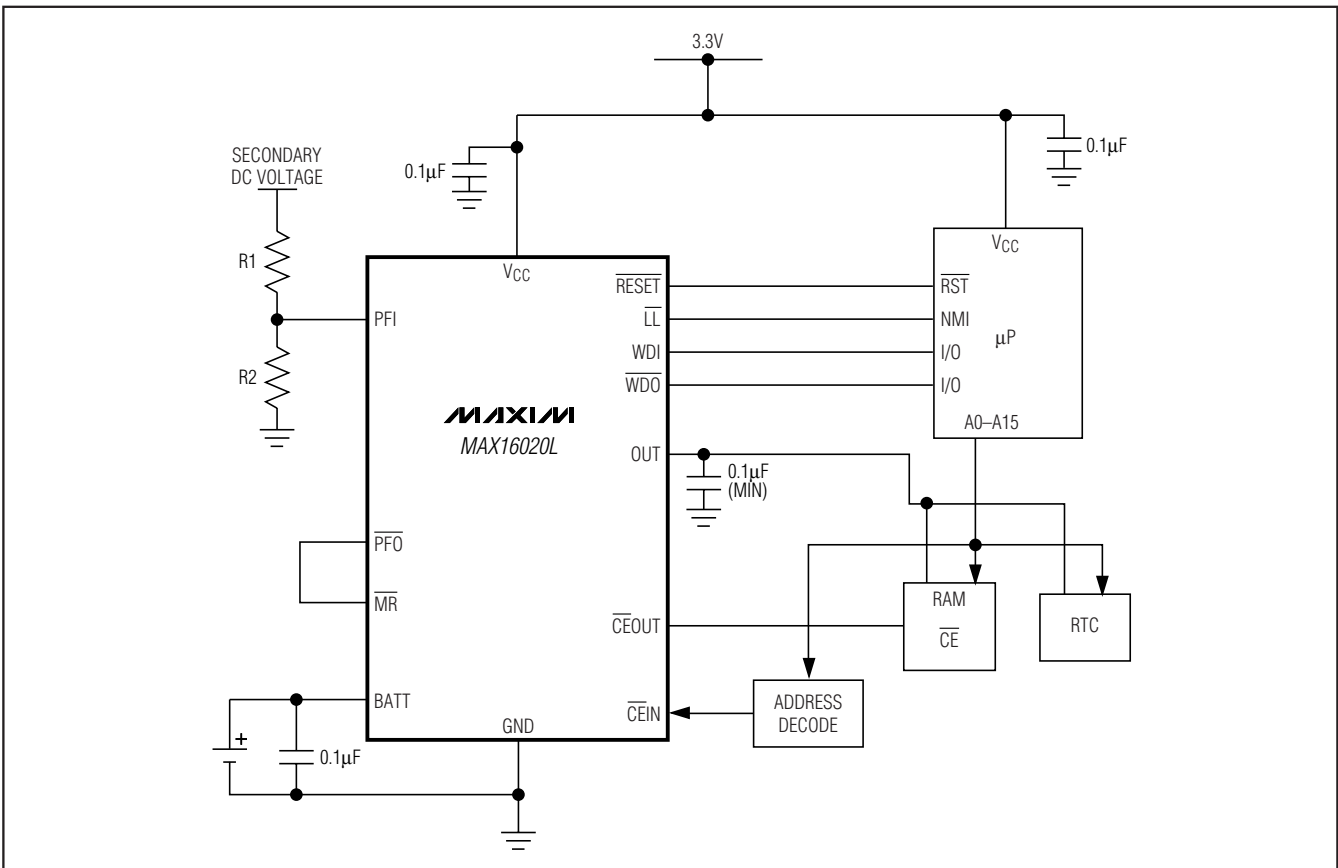 3.3V
0.1µF
0.1µF
SECONDARY
DC VOLTAGE
R1
R2
VCC
PFI
RESET
LL
WDI
WDO
VCC
RST
NMI
µP
I/O
I/O
A0–A15
MAXIM
MAX16020L
OUT
0.1µF
(MIN)
PFO
MR
CEOUT
RAM
CE
RTC
BATT
GND
CEIN
ADDRESS
DECODE
+
0.1µF